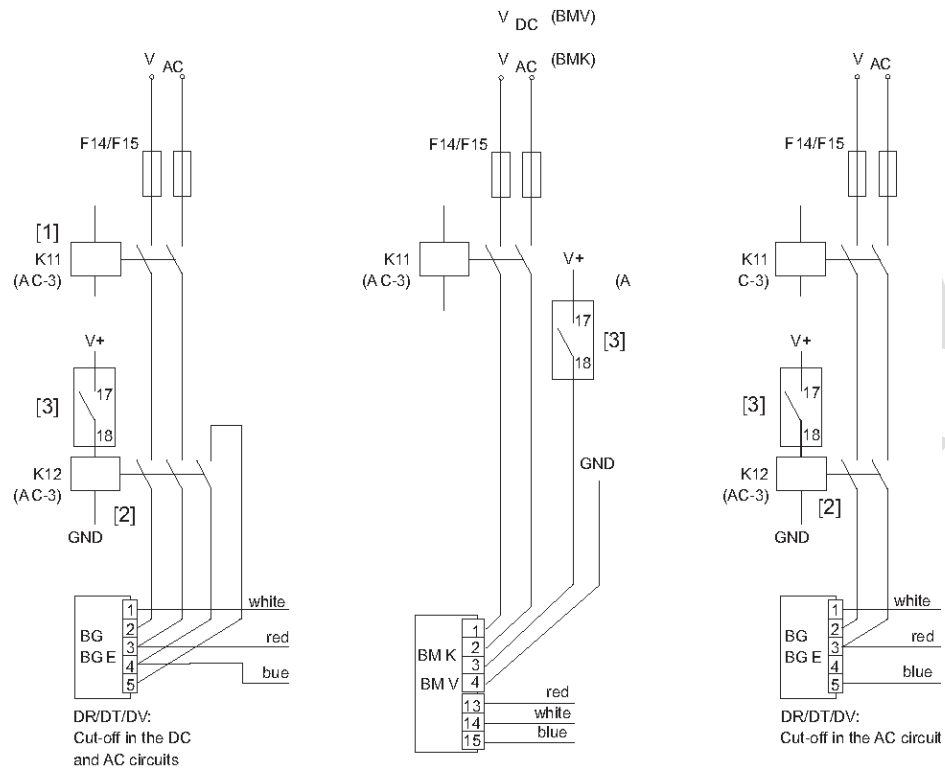 V AC
F14/F15
[1]
K11
(AC-3)
V+
17
[3]
18
K12
(AC-3)
[2]
GND
1
2
3
4
5
BG
BG E
white
red
bue
DR/DT/DV:
Cut-off in the DC
and AC circuits
V DC (BMV)
V AC (BMK)
F14/F15
K11
(AC-3)
V+
(A
17
[3]
18
GND
BM K
BM V
1
2
3
4
13
14
15
red
white
blue
V AC
F14/F15
K11
C-3)
V+
17
[3]
18
K12
(AC-3)
[2]
GND
1
2
3
4
5
BG
BG E
white
red
blue
DR/DT/DV:
Cut-off in the AC circuit